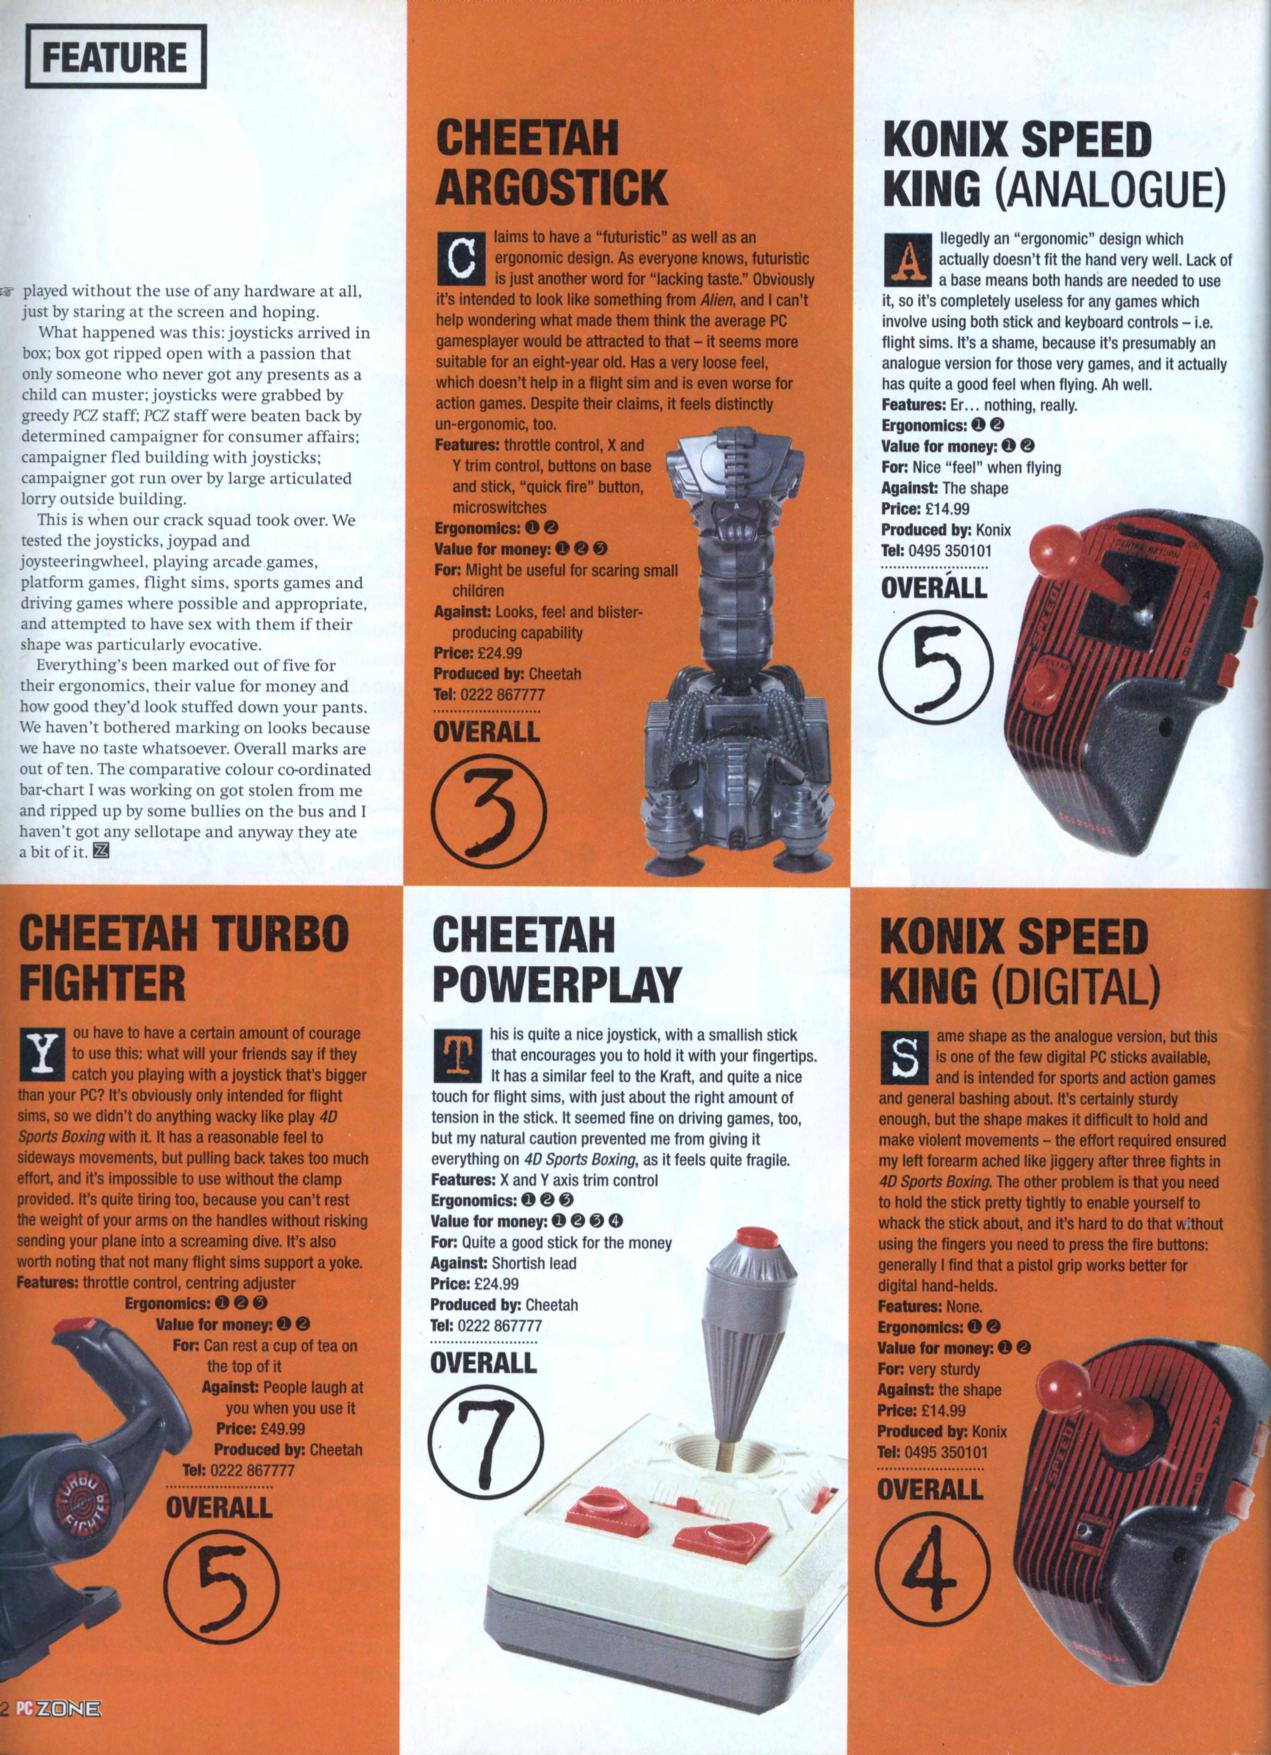 FEATURE
played without the use of any hardware at all,
just by staring at the screen and hoping.
What happened was this: joysticks arrived in
box; box got ripped open with a passion that
only someone who never got any presents as a
child can muster; joysticks were grabbed by
greedy PCZ staff; PCZ staff were beaten back by
determined campaigner for consumer affairs;
campaigner fled building with joysticks;
campaigner got run over by large articulated
lorry outside building.
This is when our crack squad took over. We
tested the joysticks, joypad and
joysteeringwheel, playing arcade games,
platform games, flight sims, sports games and
driving games where possible and appropriate,
and attempted to have sex with them if their
shape was particularly evocative.
Everything's been marked out of five for
their ergonomics, their value for money and
how good they'd look stuffed down your pants.
We haven't bothered marking on looks because
we have no taste whatsoever. Overall marks are
out of ten. The comparative colour co-ordinated
bar-chart I was working on got stolen from me
and ripped up by some bullies on the bus and I
haven't got any sellotape and anyway they ate
a bit of it. Z
CHEETAH
ARGOSTICK
Claims to have a "futuristic" as well as an
ergonomic design. As everyone knows, futuristic
is just another word for "lacking taste." Obviously
it's intended to look like something from Alien, and I can't
help wondering what made them think the average PC
gamesplayer would be attracted to that – it seems more
suitable for an eight-year old. Has a very loose feel,
which doesn't help in a flight sim and is even worse for
action games. Despite their claims, it feels distinctly
un-ergonomic, too.
Features: throttle control, X and
Y trim control, buttons on base
and stick, "quick fire" button,
microswitches
Ergonomics: ❶ ❷
Value for money: ❶ ❷ ❸
For: Might be useful for scaring small
children
Against: Looks, feel and blister-
producing capability
Price: £24.99
Produced by: Cheetah
Tel: 0222 867777
OVERALL
3
KONIX SPEED
KING (ANALOGUE)
Allegedly an "ergonomic" design which
actually doesn't fit the hand very well. Lack of
a base means both hands are needed to use
it, so it's completely useless for any games which
involve using both stick and keyboard controls – i.e.
flight sims. It's a shame, because it's presumably an
analogue version for those very games, and it actually
has quite a good feel when flying. Ah well.
Features: Er... nothing, really.
Ergonomics: ❶ ❷
Value for money: ❶ ❷
For: Nice "feel" when flying
Against: The shape
Price: £14.99
Produced by: Konix
Tel: 0495 350101
OVERALL
5
CENTRE RETURN
ON
A
B
SPEED
CENTRE
ADJ
CHEETAH TURBO
FIGHTER
You have to have a certain amount of courage
to use this: what will your friends say if they
catch you playing with a joystick that's bigger
than your PC? It's obviously only intended for flight
sims, so we didn't do anything wacky like play 4D
Sports Boxing with it. It has a reasonable feel to
sideways movements, but pulling back takes too much
effort, and it's impossible to use without the clamp
provided. It's quite tiring too, because you can't rest
the weight of your arms on the handles without risking
sending your plane into a screaming dive. It's also
worth noting that not many flight sims support a yoke.
Features: throttle control, centring adjuster
Ergonomics: ❶ ❷ ❸
Value for money: ❶ ❷
For: Can rest a cup of tea on
the top of it
Against: People laugh at
you when you use it
Price: £49.99
Produced by: Cheetah
Tel: 0222 867777
OVERALL
5
TURBO
FIGHTER
CHEETAH
POWERPLAY
This is quite a nice joystick, with a smallish stick
that encourages you to hold it with your fingertips.
It has a similar feel to the Kraft, and quite a nice
touch for flight sims, with just about the right amount of
tension in the stick. It seemed fine on driving games, too,
but my natural caution prevented me from giving it
everything on 4D Sports Boxing, as it feels quite fragile.
Features: X and Y axis trim control
Ergonomics: ❶ ❷ ❸
Value for money: ❶ ❷ ❸ ❹
For: Quite a good stick for the money
Against: Shortish lead
Price: £24.99
Produced by: Cheetah
Tel: 0222 867777
OVERALL
7
KONIX SPEED
KING (DIGITAL)
Same shape as the analogue version, but this
is one of the few digital PC sticks available,
and is intended for sports and action games
and general bashing about. It's certainly sturdy
enough, but the shape makes it difficult to hold and
make violent movements – the effort required ensured
my left forearm ached like jiggery after three fights in
4D Sports Boxing. The other problem is that you need
to hold the stick pretty tightly to enable yourself to
whack the stick about, and it's hard to do that without
using the fingers you need to press the fire buttons:
generally I find that a pistol grip works better for
digital hand-helds.
Features: None.
Ergonomics: ❶ ❷
Value for money: ❶ ❷
For: very sturdy
Against: the shape
Price: £14.99
Produced by: Konix
Tel: 0495 350101
OVERALL
4
SPEED
A
B
2 PC ZONE